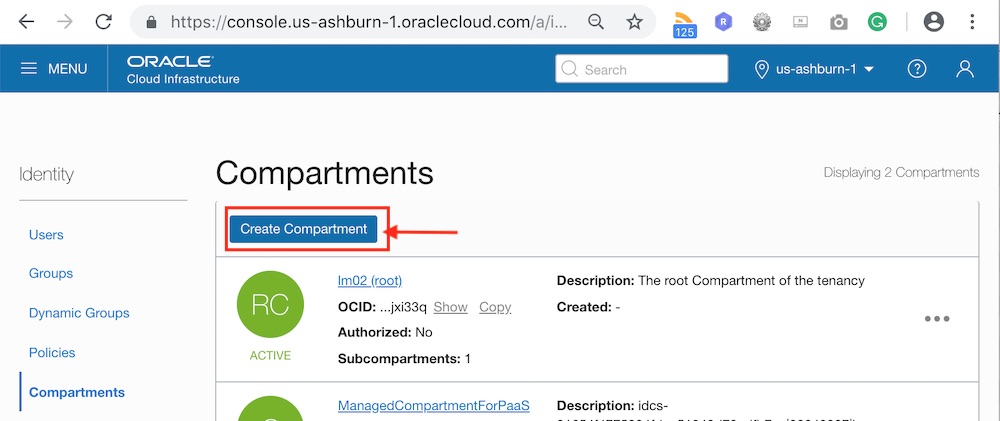 https://console.us-ashburn-1.oraclecloud.com/a/i...
125
R
N
G
MENU
ORACLE
Cloud Infrastructure
Search
us-ashburn-1
Identity
Compartments
Displaying 2 Compartments
Users
Groups
Dynamic Groups
Policies
Compartments
Create Compartment
RC
ACTIVE
lm02 (root)
OCID: ...jxi33q Show Copy
Authorized: No
Subcompartments: 1
Description: The root Compartment of the tenancy
Created: -
ManagedCompartmentForPaaS
Description: idcs-